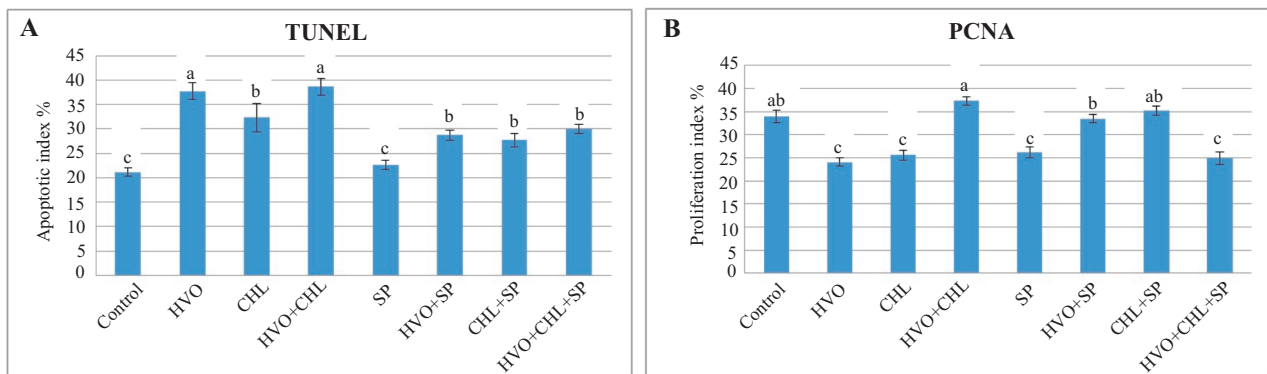 A
TUNEL
Apoptotic index %
45
40
35
30
25
20
15
10
5
0
c
a
b
a
c
b
b
b
Control
HVO
CHL
HVO+CHL
SP
HVO+SP
CHL+SP
HVO+CHL+SP
B
PCNA
Proliferation index %
45
40
35
30
25
20
15
10
5
0
ab
c
c
a
c
b
ab
c
Control
HVO
CHL
HVO+CHL
SP
HVO+SP
CHL+SP
HVO+CHL+SP